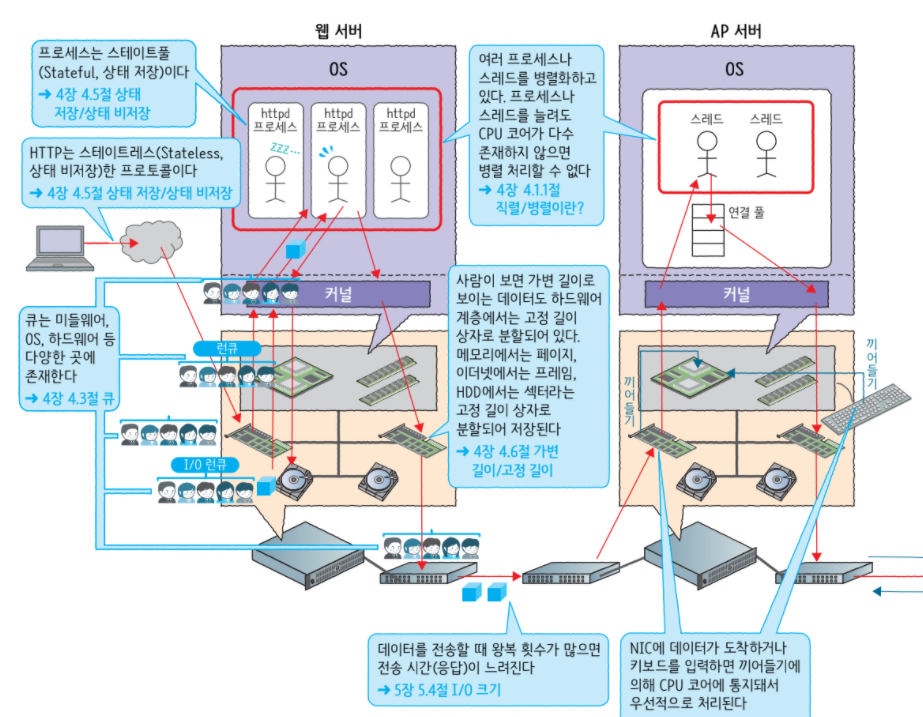 웹 서버
AP 서버
OS
OS
프로세스는 스테이트풀
(Stateful, 상태 저장)이다
→ 4장 4.5절 상태
저장/상태 비저장
httpd
프로세스
httpd
프로세스
httpd
프로세스
zzz...
여러 프로세스나
스레드를 병렬화하고
있다. 프로세스나
스레드를 늘려도
CPU 코어가 다수
존재하지 않으면
병렬 처리할 수 없다
→ 4장 4.1.1절
직렬/병렬이란?
스레드
스레드
연결 풀
HTTP는 스테이트레스(Stateless,
상태 비저장)한 프로토콜이다
→ 4장 4.5절 상태 저장/상태 비저장
커널
커널
큐는 미들웨어,
OS, 하드웨어 등
다양한 곳에
존재한다
→ 4장 4.3절 큐
런큐
I/O 런큐
사람이 보면 가변 길이로
보이는 데이터도 하드웨어
계층에서는 고정 길이
상자로 분할되어 있다.
메모리에서는 페이지,
이더넷에서는 프레임,
HDD에서는 섹터라는
고정 길이 상자로
분할되어 저장된다
→ 4장 4.6절 가변
길이/고정 길이
끼어들기
끼어들기
데이터를 전송할 때 왕복 횟수가 많으면
전송 시간(응답)이 느려진다
→ 5장 5.4절 I/O 크기
NIC에 데이터가 도착하거나
키보드를 입력하면 끼어들기에
의해 CPU 코어에 통지돼서
우선적으로 처리된다